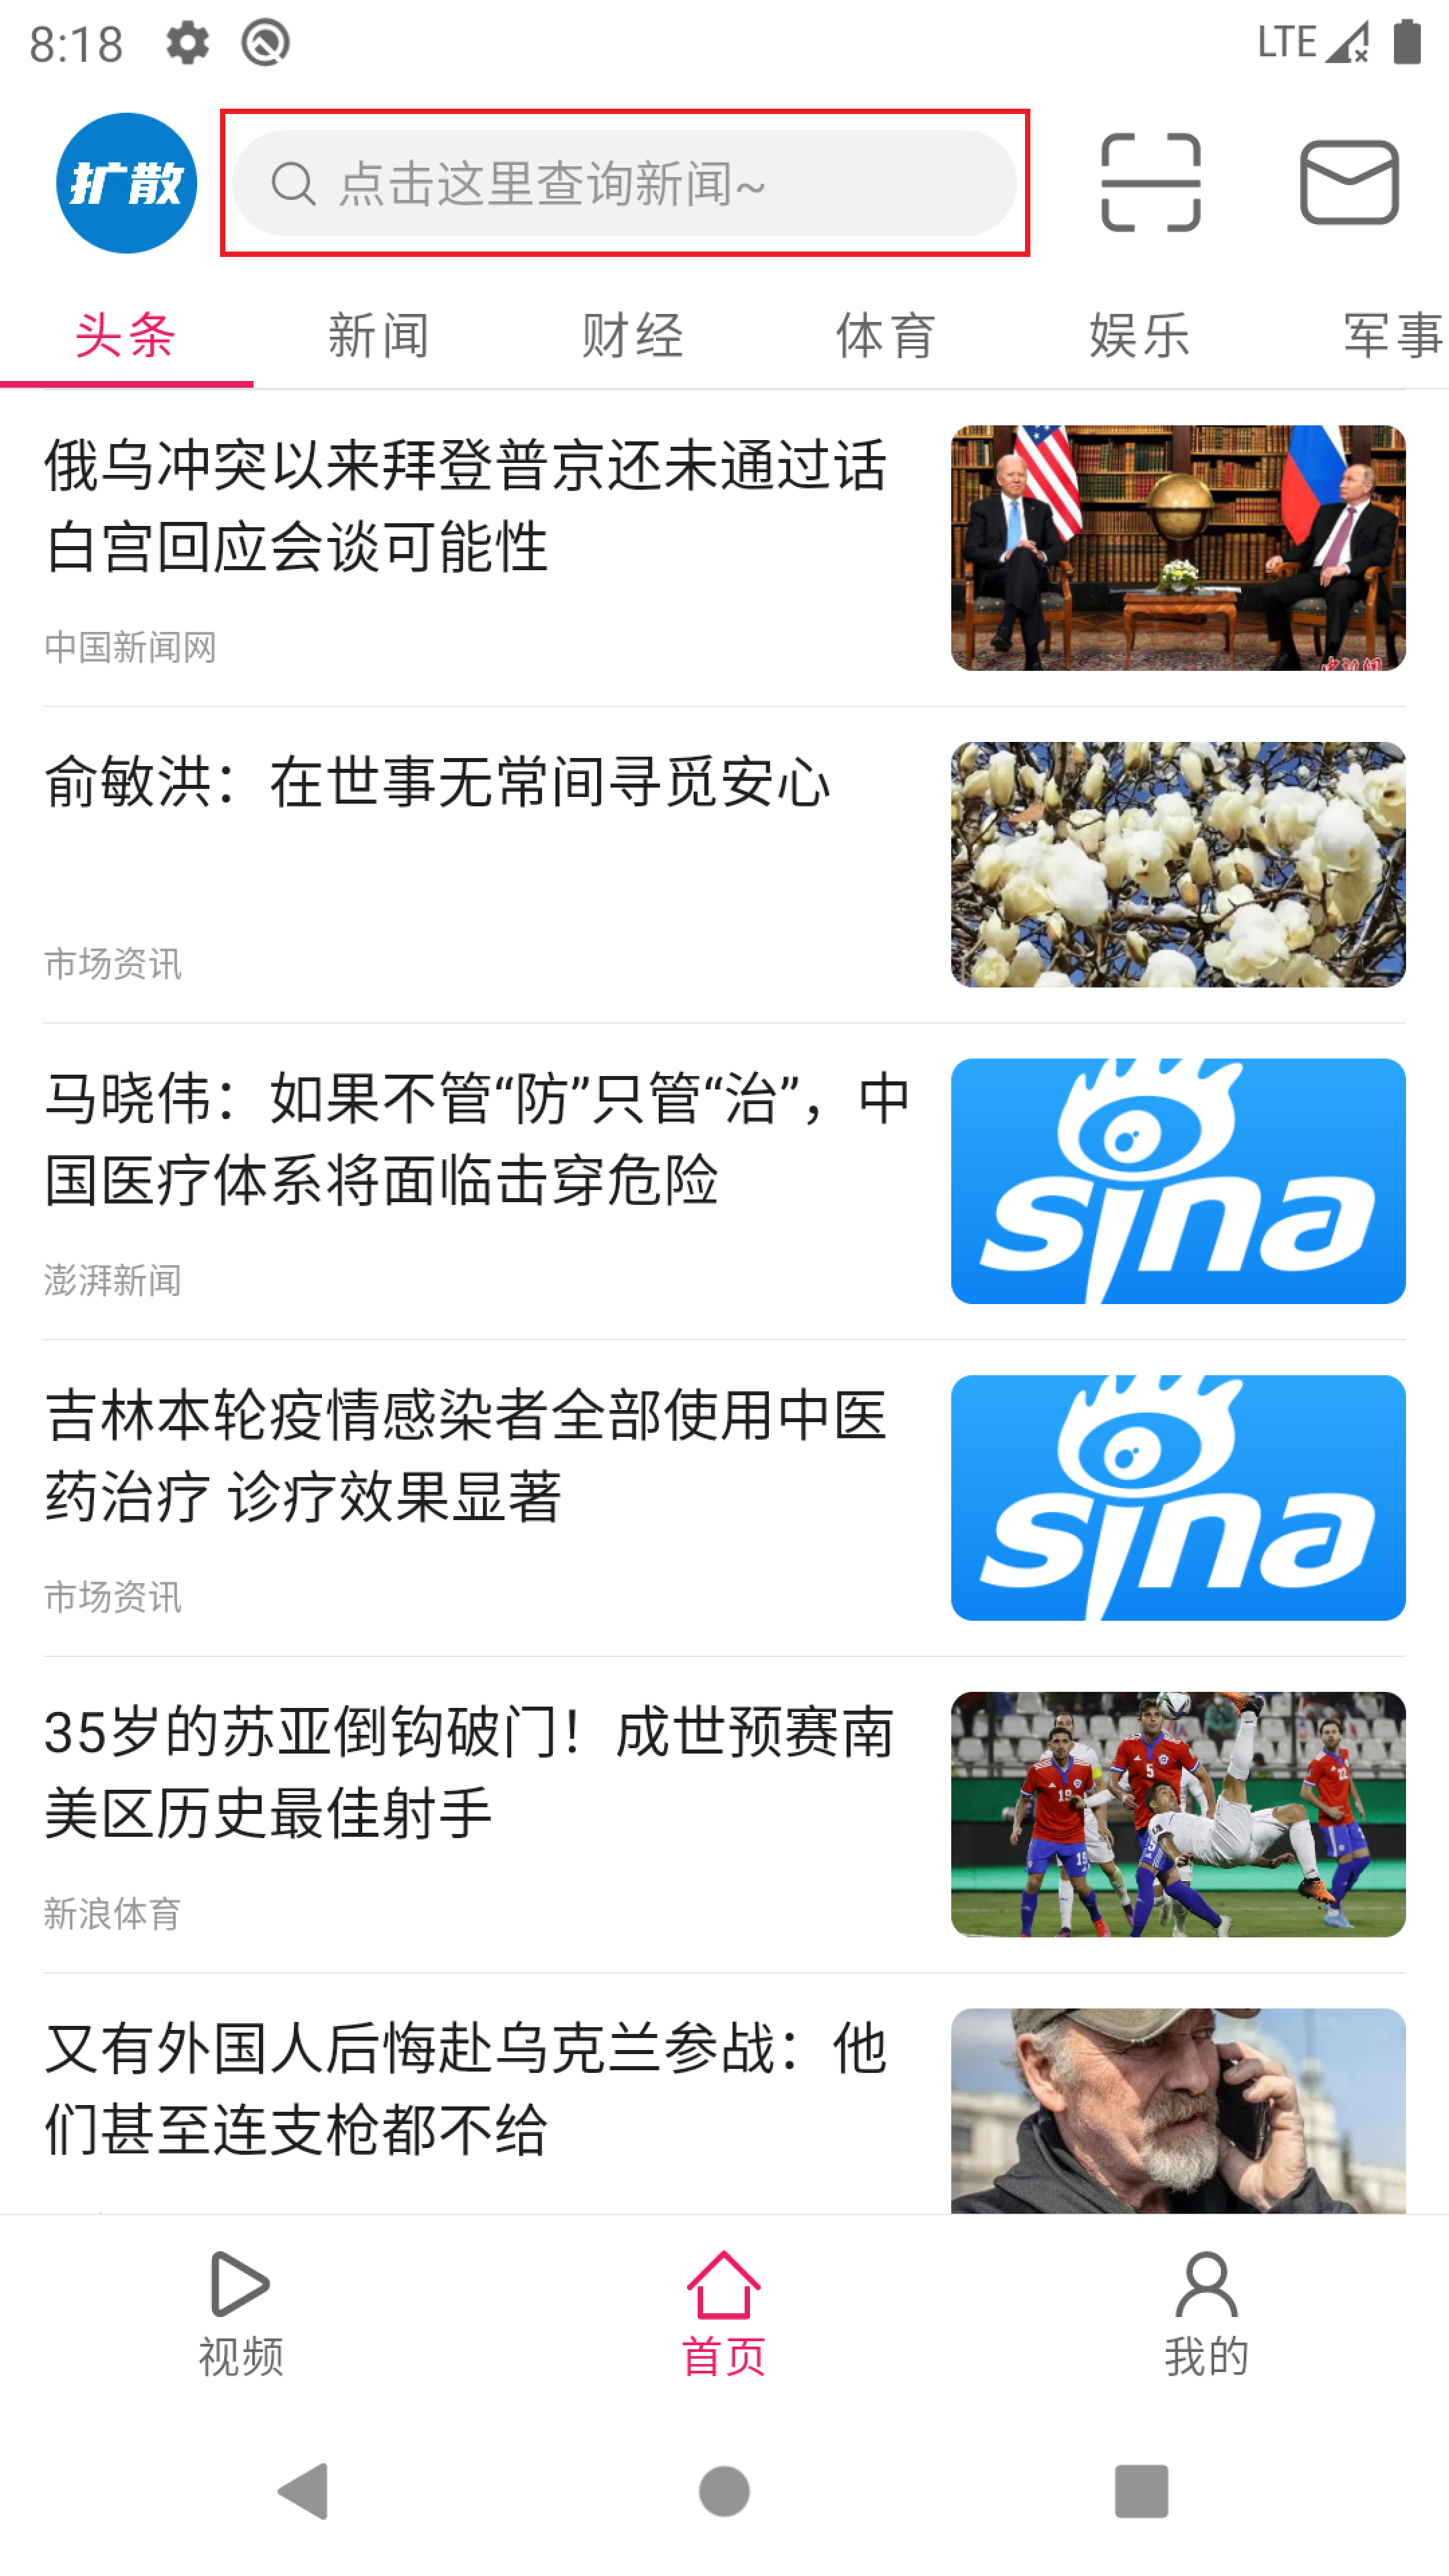 8:18
LTE
扩散
点击这里查询新闻~
头条 新闻 财经 体育 娱乐 军事
俄乌冲突以来拜登普京还未通过话
白宫回应会谈可能性
中国新闻网
俞敏洪：在世事无常间寻觅安心
市场资讯
马晓伟：如果不管“防”只管“治”，中
国医疗体系将面临击穿危险
澎湃新闻
sina
吉林本轮疫情感染者全部使用中医
药治疗 诊疗效果显著
市场资讯
sina
35岁的苏亚倒钩破门！成世预赛南
美区历史最佳射手
新浪体育
19
5
19
22
又有外国人后悔赴乌克兰参战：他
们甚至连支枪都不给
视频 首页 我的